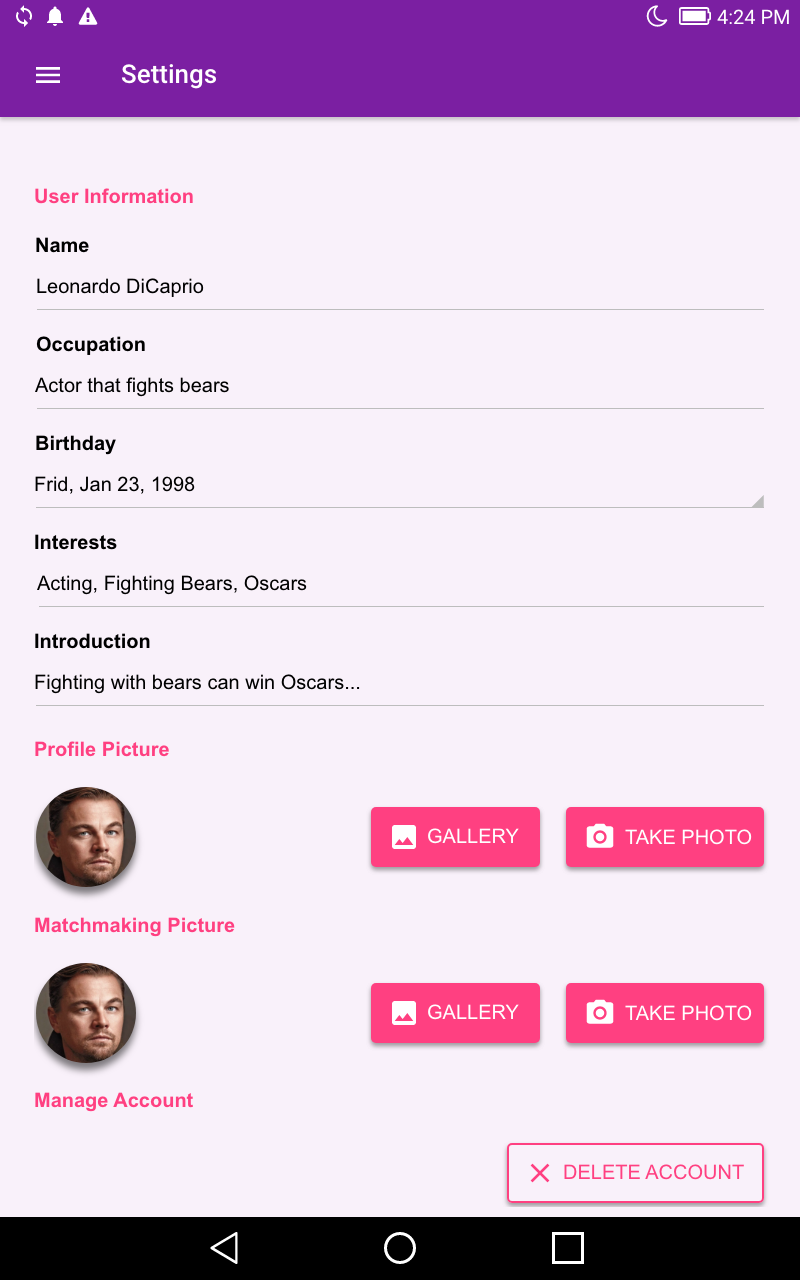 4:24 PM
Settings
User Information
Name
Leonardo DiCaprio
Occupation
Actor that fights bears
Birthday
Frid, Jan 23, 1998
Interests
Acting, Fighting Bears, Oscars
Introduction
Fighting with bears can win Oscars...
Profile Picture
GALLERY TAKE PHOTO
Matchmaking Picture
GALLERY TAKE PHOTO
Manage Account
DELETE ACCOUNT